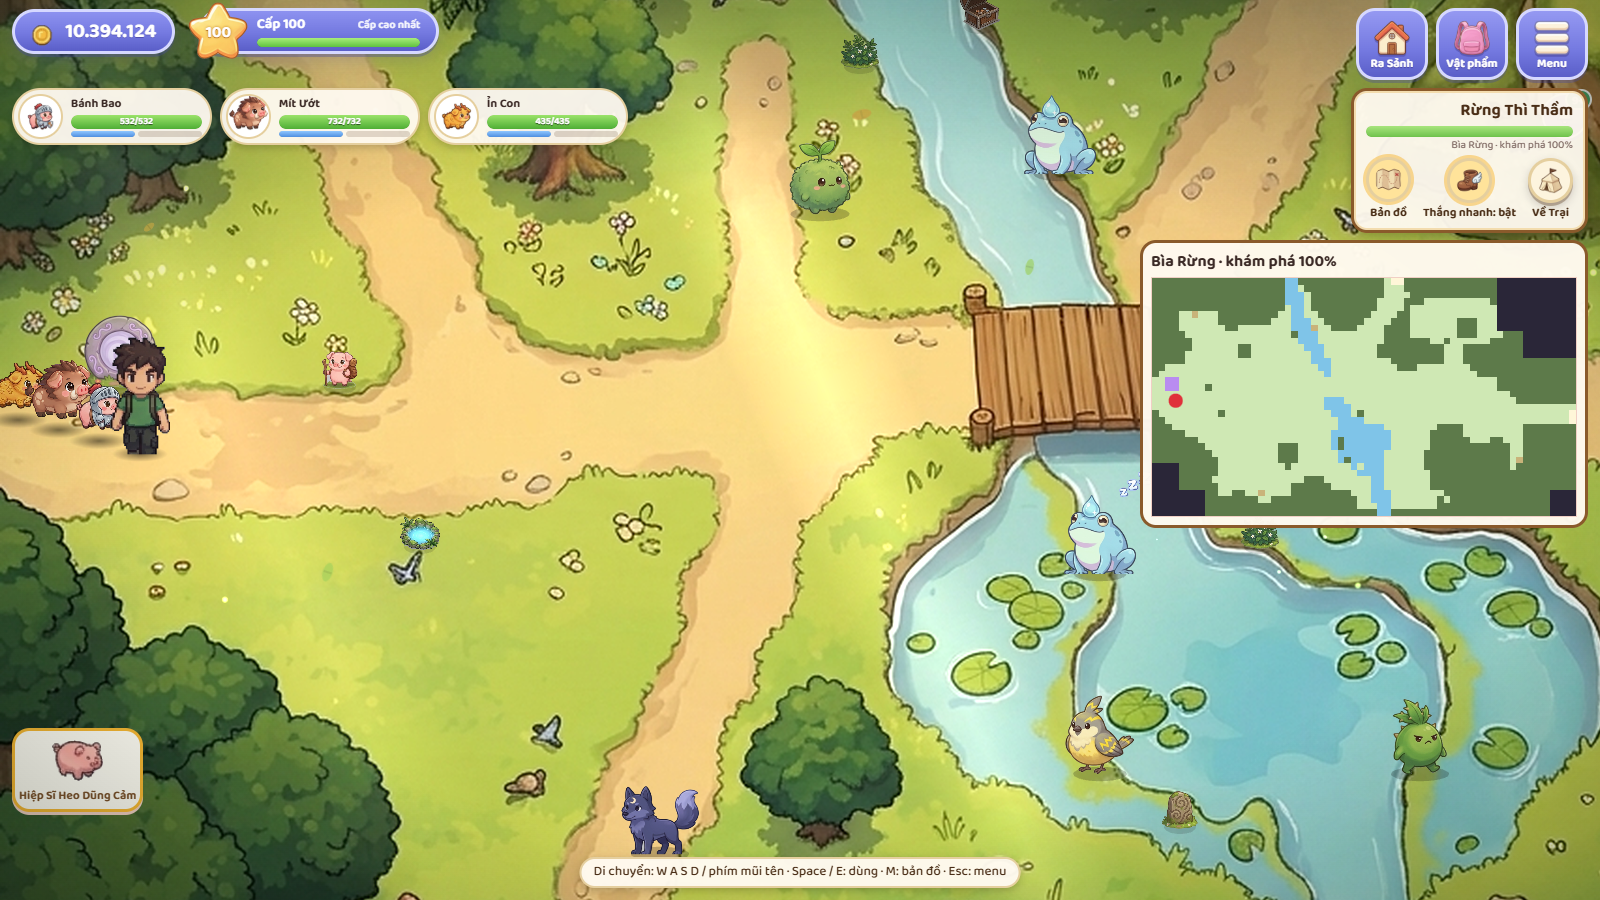 10.394.124
100
Cấp 100
Cấp cao nhất
Ra Sảnh
Vật phẩm
Menu
Bánh Bao
532/532
Mít Ướt
732/732
Ỉn Con
435/435
Rừng Thì Thầm
Bìa Rừng · khám phá 100%
Bản đồ
Thắng nhanh: bật
Về Trại
Bìa Rừng · khám phá 100%
z z
Hiệp Sĩ Heo Dũng Cảm
Di chuyển: W A S D / phím mũi tên · Space / E: dùng · M: bản đồ · Esc: menu